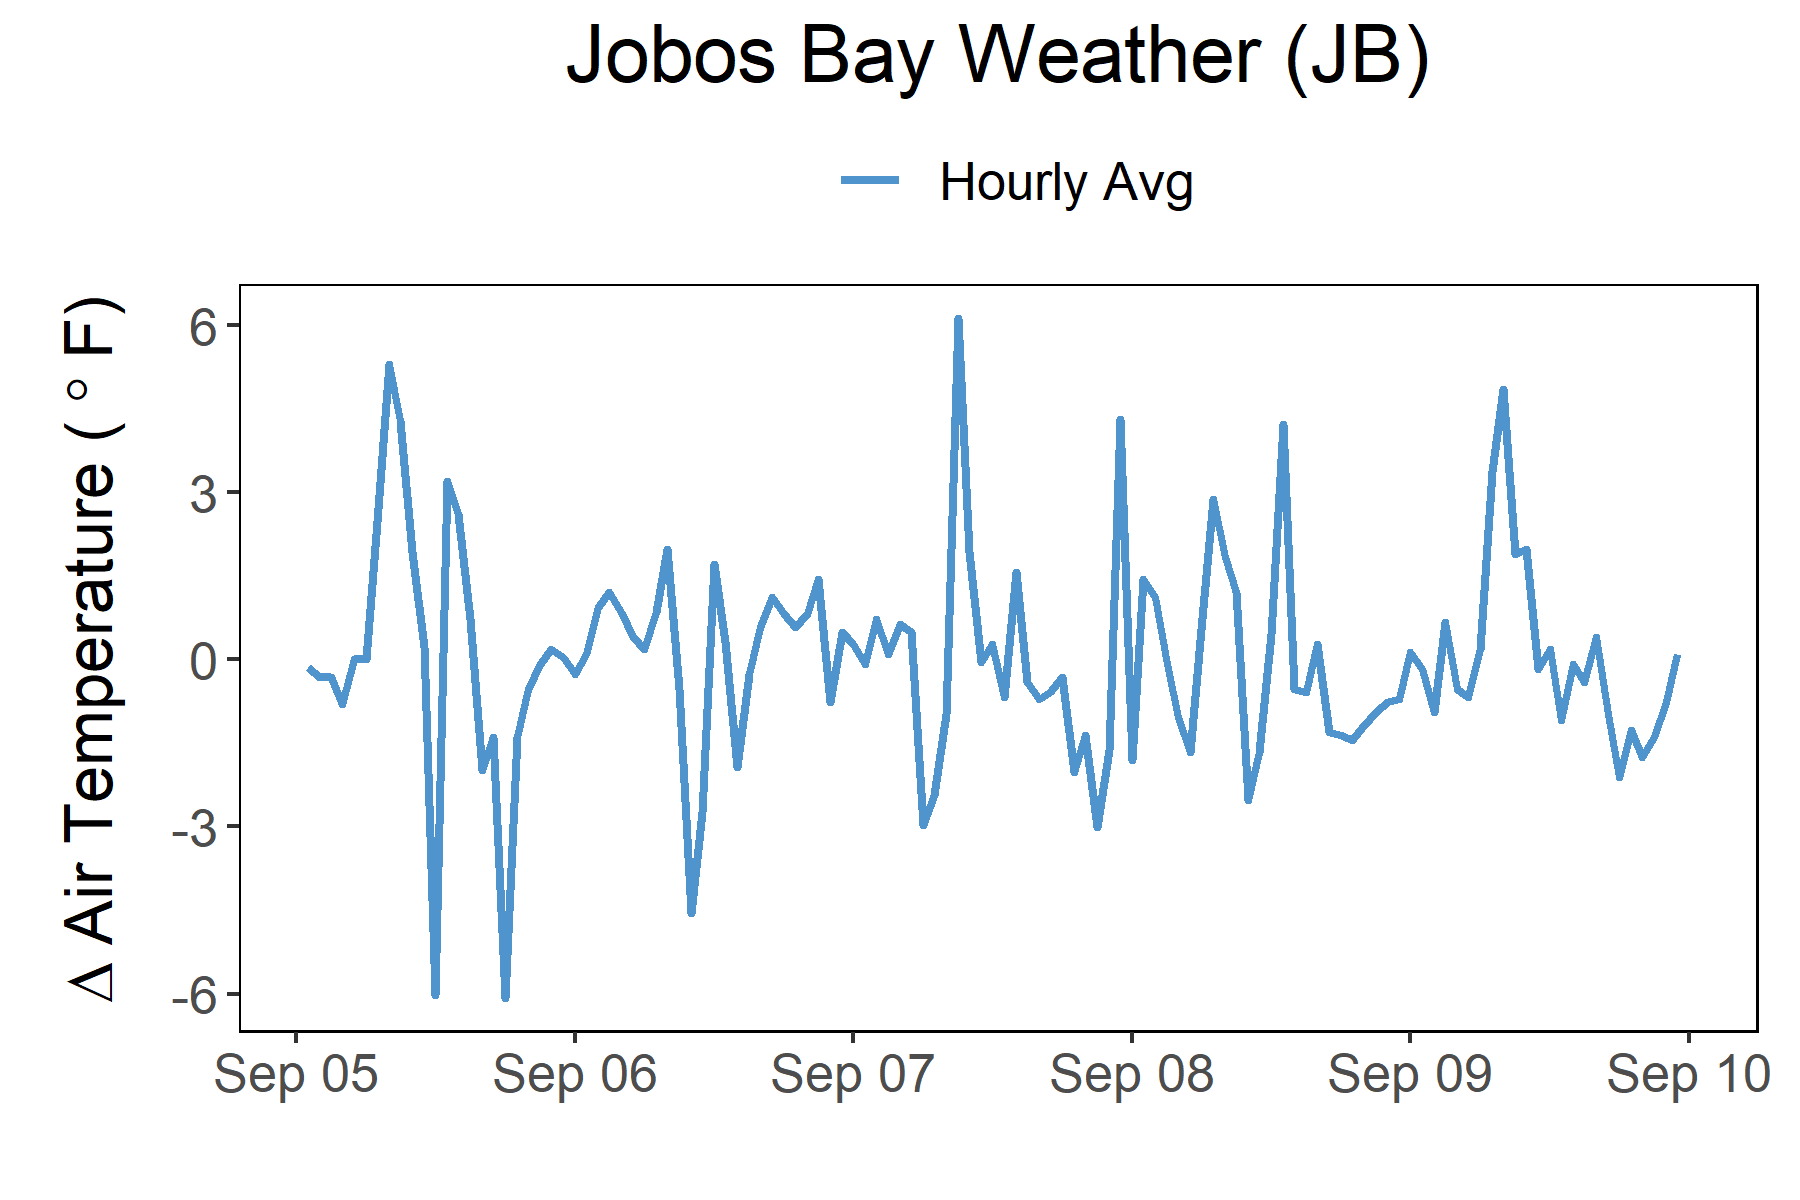 Jobos Bay Weather (JB)
Hourly Avg
Δ Air Temperature ( ° F)
6
3
0
-3
-6
Sep 05 Sep 06 Sep 07 Sep 08 Sep 09 Sep 10